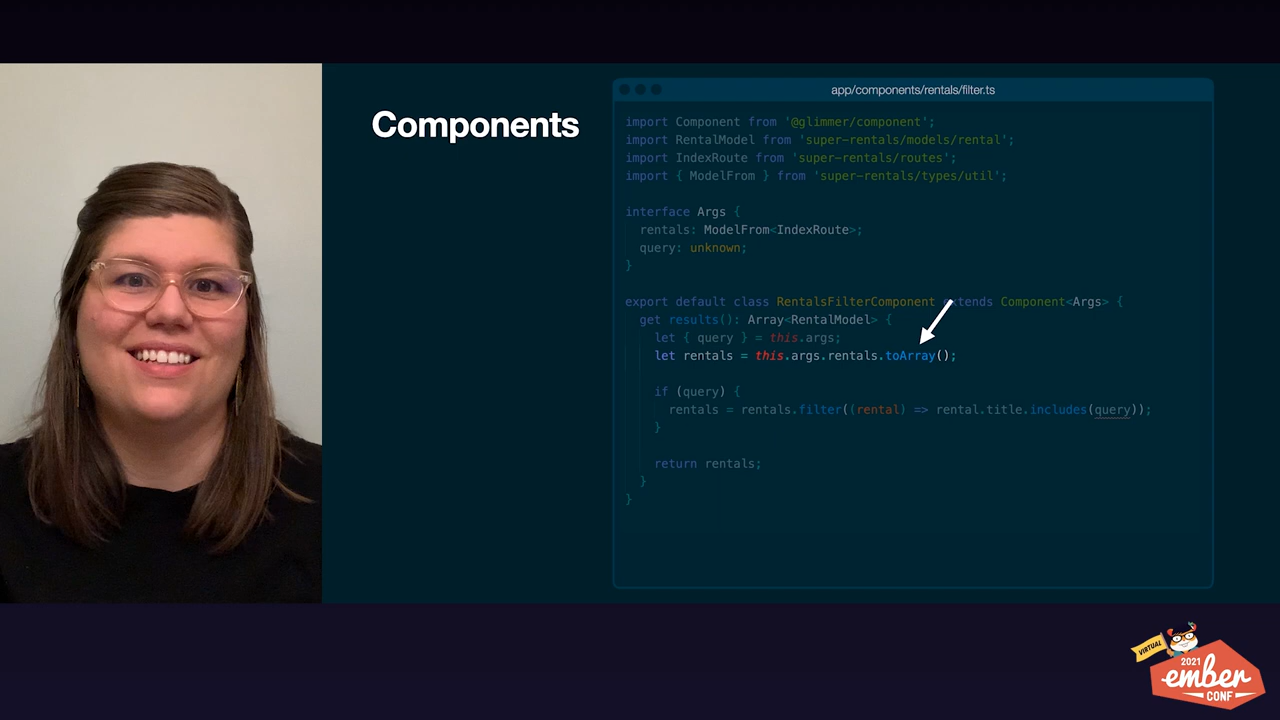 Components
app/components/rentals/filter.ts
import Component from '@glimmer/component';
import RentalModel from 'super-rentals/models/rental';
import IndexRoute from 'super-rentals/routes';
import { ModelFrom } from 'super-rentals/types/util';
interface Args {
rentals: ModelFrom<IndexRoute>;
query: unknown;
}
export default class RentalsFilterComponent extends Component<Args> {
get results(): Array<RentalModel> {
let { query } = this.args;
let rentals = this.args.rentals.toArray();
if (query) {
rentals = rentals.filter((rental) => rental.title.includes(query));
}
return rentals;
}
}
VIRTUAL
2021
ember
CONF